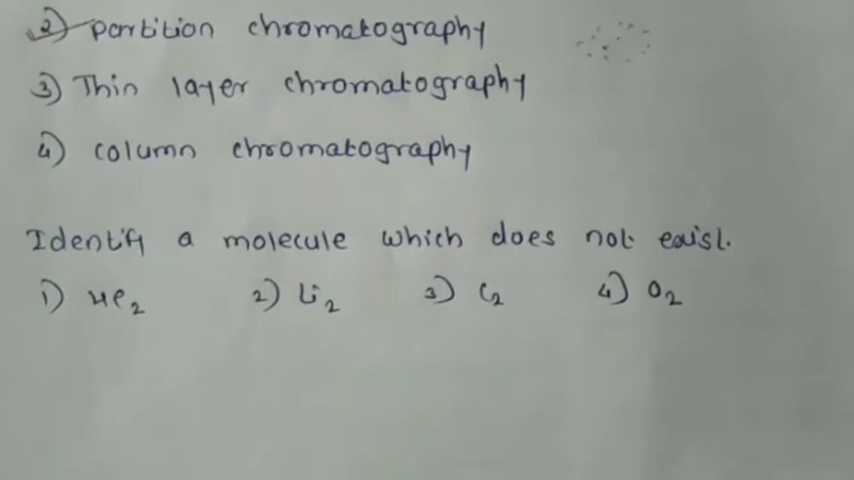 2) partition chromatography
3) Thin layer chromatography
4) column chromatography
Identify a molecule which does not exist.
1) He₂ 2) Li₂ 3) C₂ 4) O₂